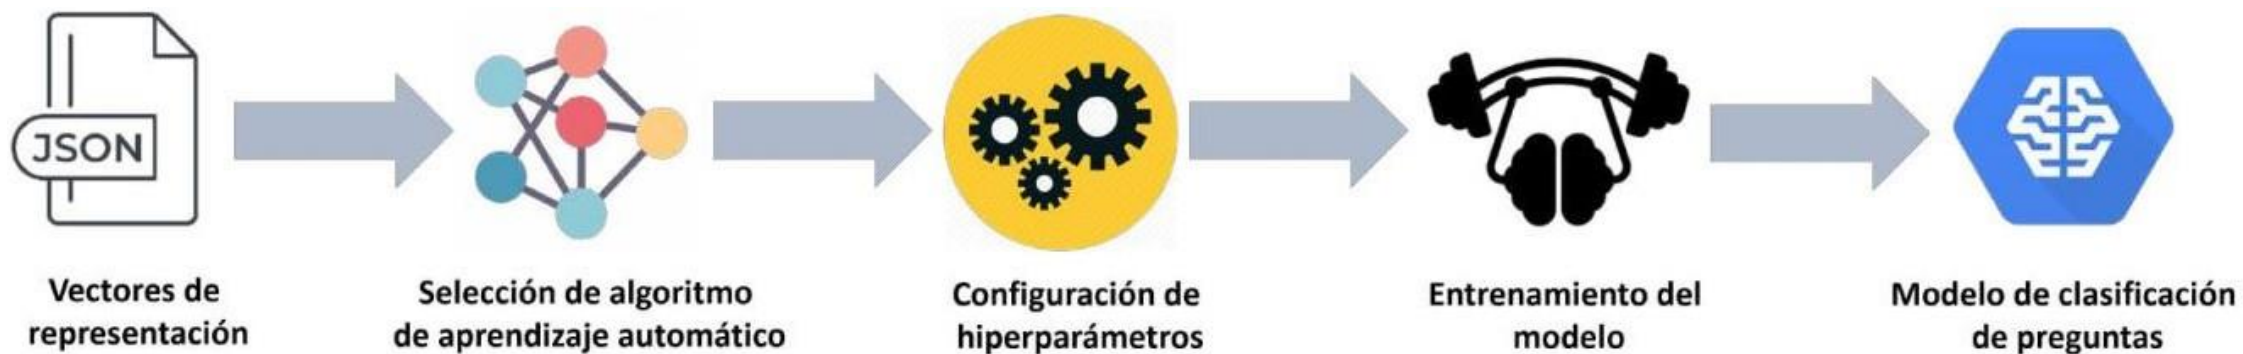 JSON
Vectores de
representación
Selección de algoritmo
de aprendizaje automático
Configuración de
hiperparámetros
Entrenamiento del
modelo
Modelo de clasificación
de preguntas